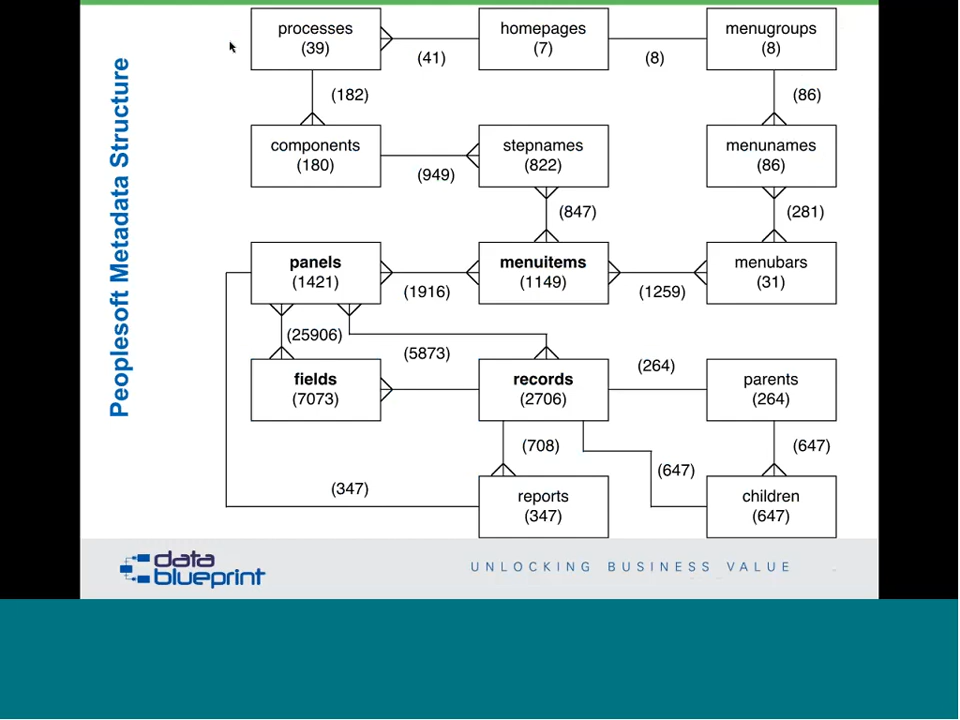 Peoplesoft Metadata Structure
processes
(39)
(41)
homepages
(7)
(8)
menugroups
(8)
(182)
(86)
components
(180)
(949)
stepnames
(822)
menunames
(86)
(847)
(281)
panels
(1421)
(1916)
menuitems
(1149)
(1259)
menubars
(31)
(25906)
(5873)
fields
(7073)
records
(2706)
(264)
parents
(264)
(708)
(647)
(647)
(347)
reports
(347)
children
(647)
data
blueprint
UNLOCKING BUSINESS VALUE